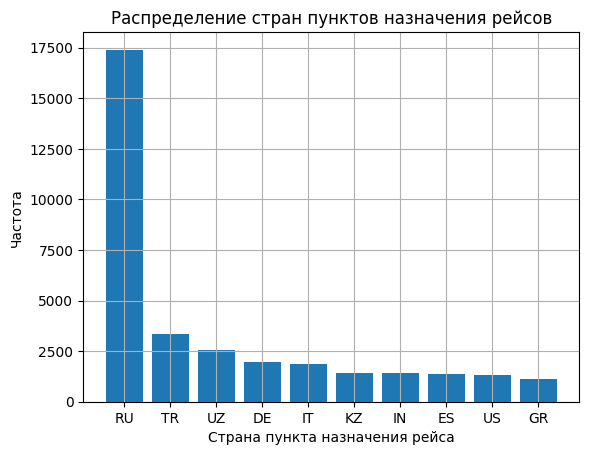 Распределение стран пунктов назначения рейсов
17500
15000
12500
10000
7500
5000
2500
0
Частота
RU TR UZ DE IT KZ IN ES US GR
Страна пункта назначения рейса